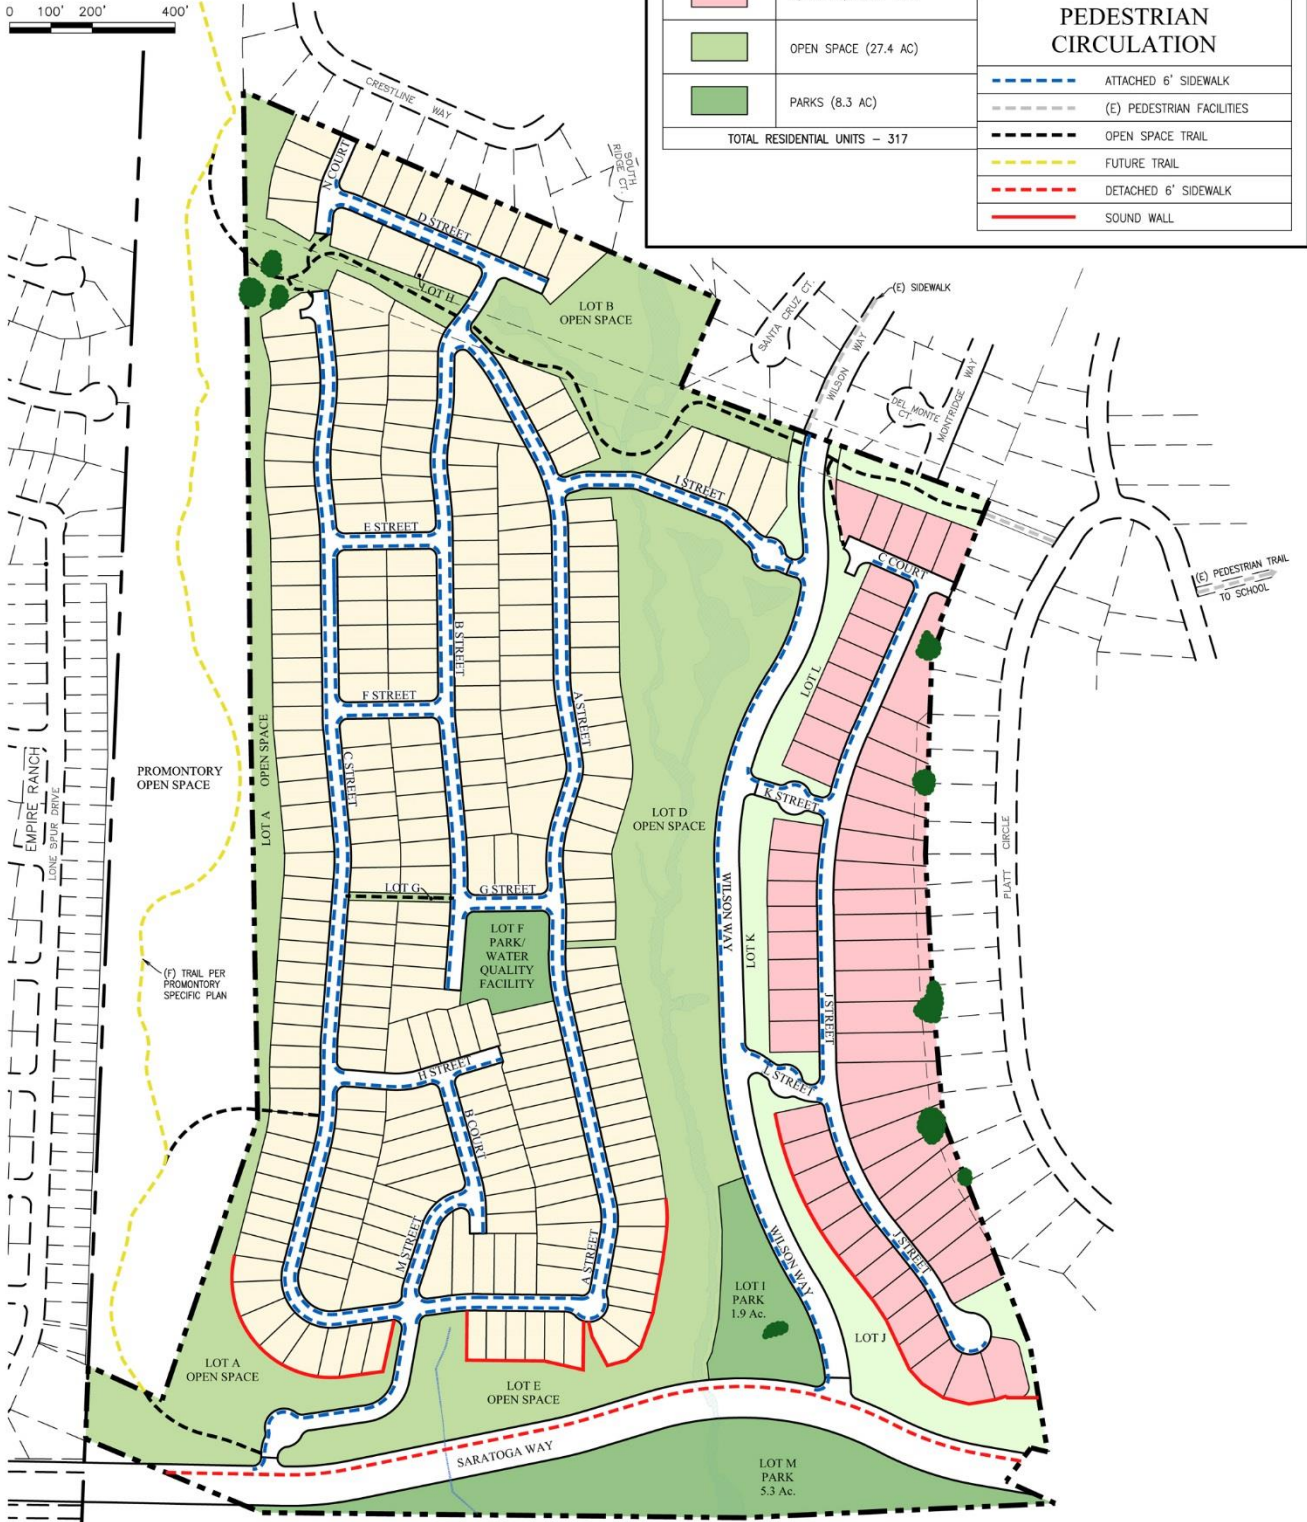 0 100' 200' 400'
OPEN SPACE (27.4 AC)
PARKS (8.3 AC)
TOTAL RESIDENTIAL UNITS – 317
PEDESTRIAN
CIRCULATION
ATTACHED 6' SIDEWALK
(E) PEDESTRIAN FACILITIES
OPEN SPACE TRAIL
FUTURE TRAIL
DETACHED 6' SIDEWALK
SOUND WALL
CRESTLINE WAY
SOUTH
RIDGE CT.
N COURT
D STREET
LOT H
LOT B
OPEN SPACE
(E) SIDEWALK
SANTA CRUZ CT.
WILSON WAY
DEL MONTE
CT.
MONTRIDGE WAY
I STREET
E STREET
C COURT
(E) PEDESTRIAN TRAIL
TO SCHOOL
B STREET
F STREET
A STREET
LOT L
C STREET
LOT A OPEN SPACE
PROMONTORY
OPEN SPACE
EMPIRE RANCH
LONE SPUR DRIVE
LOT D
OPEN SPACE
K STREET
PLATT CIRCLE
LOT G
G STREET
WILSON WAY
LOT K
J STREET
LOT F
PARK/
WATER
QUALITY
FACILITY
(F) TRAIL PER
PROMONTORY
SPECIFIC PLAN
H STREET
L STREET
B COURT
M STREET
A STREET
WILSON WAY
J STREET
LOT I
PARK
1.9 Ac.
LOT J
LOT A
OPEN SPACE
LOT E
OPEN SPACE
SARATOGA WAY
LOT M
PARK
5.3 Ac.